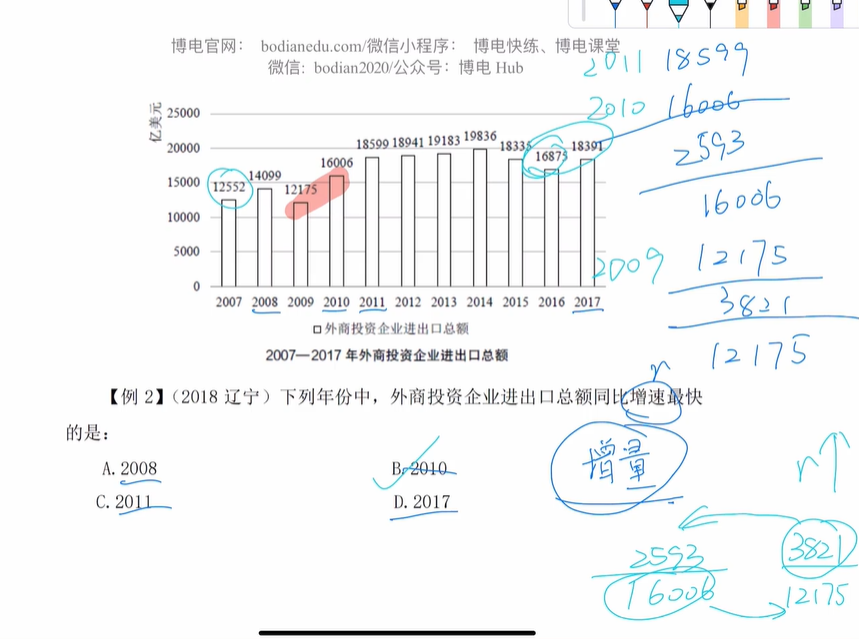 博电官网： bodianedu.com/微信小程序： 博电快练、博电课堂
微信: bodian2020/公众号：博电 Hub
2011 18599
2010 16006
2593
16006
2009 12175
3821
12175
亿美元
25000
20000
15000
10000
5000
0
12552 14099 12175 16006 18599 18941 19183 19836 18335 16875 18391
2007 2008 2009 2010 2011 2012 2013 2014 2015 2016 2017
外商投资企业进出口总额
2007—2017 年外商投资企业进出口总额
r
【例 2】（2018 辽宁）下列年份中，外商投资企业进出口总额同比增速最快
的是：
A.2008 B.2010
C.2011 D.2017
增量
r↑
2593 3821
16006 12175